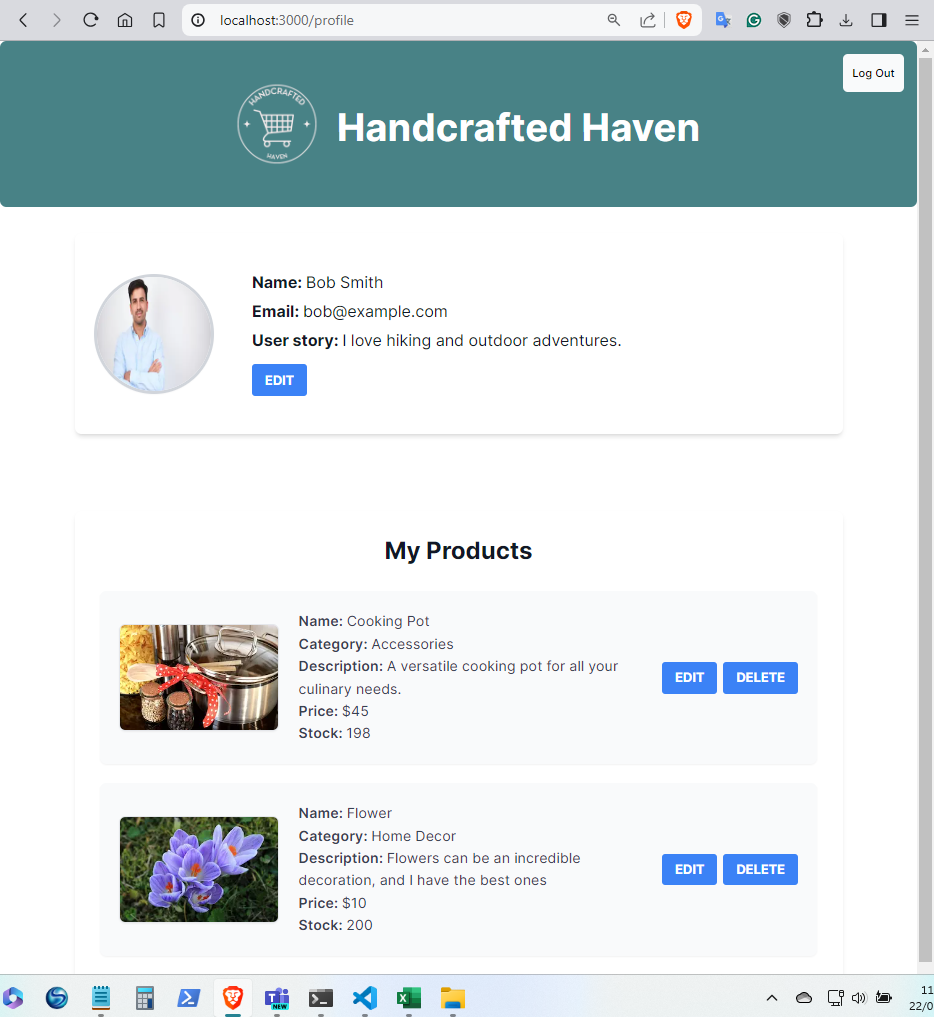 localhost:3000/profile
Log Out
HANDCRAFTED
HAVEN
Handcrafted Haven
Name: Bob Smith
Email: bob@example.com
User story: I love hiking and outdoor adventures.
EDIT
My Products
Name: Cooking Pot
Category: Accessories
Description: A versatile cooking pot for all your
culinary needs.
Price: $45
Stock: 198
EDIT DELETE
Name: Flower
Category: Home Decor
Description: Flowers can be an incredible
decoration, and I have the best ones
Price: $10
Stock: 200
EDIT DELETE
NEW
11
22/0